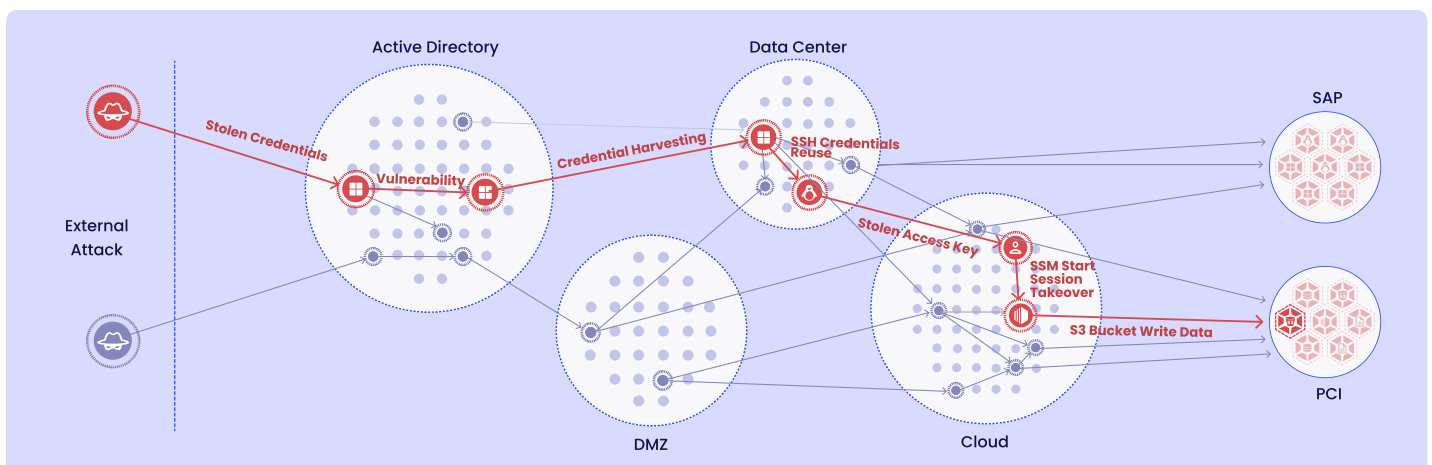 Active Directory
Data Center
SAP
Stolen Credentials
Credential Harvesting
SSH Credentials
Reuse
Vulnerability
External
Attack
Stolen Access Key
SSM Start
Session
Takeover
S3 Bucket Write Data
PCI
DMZ
Cloud